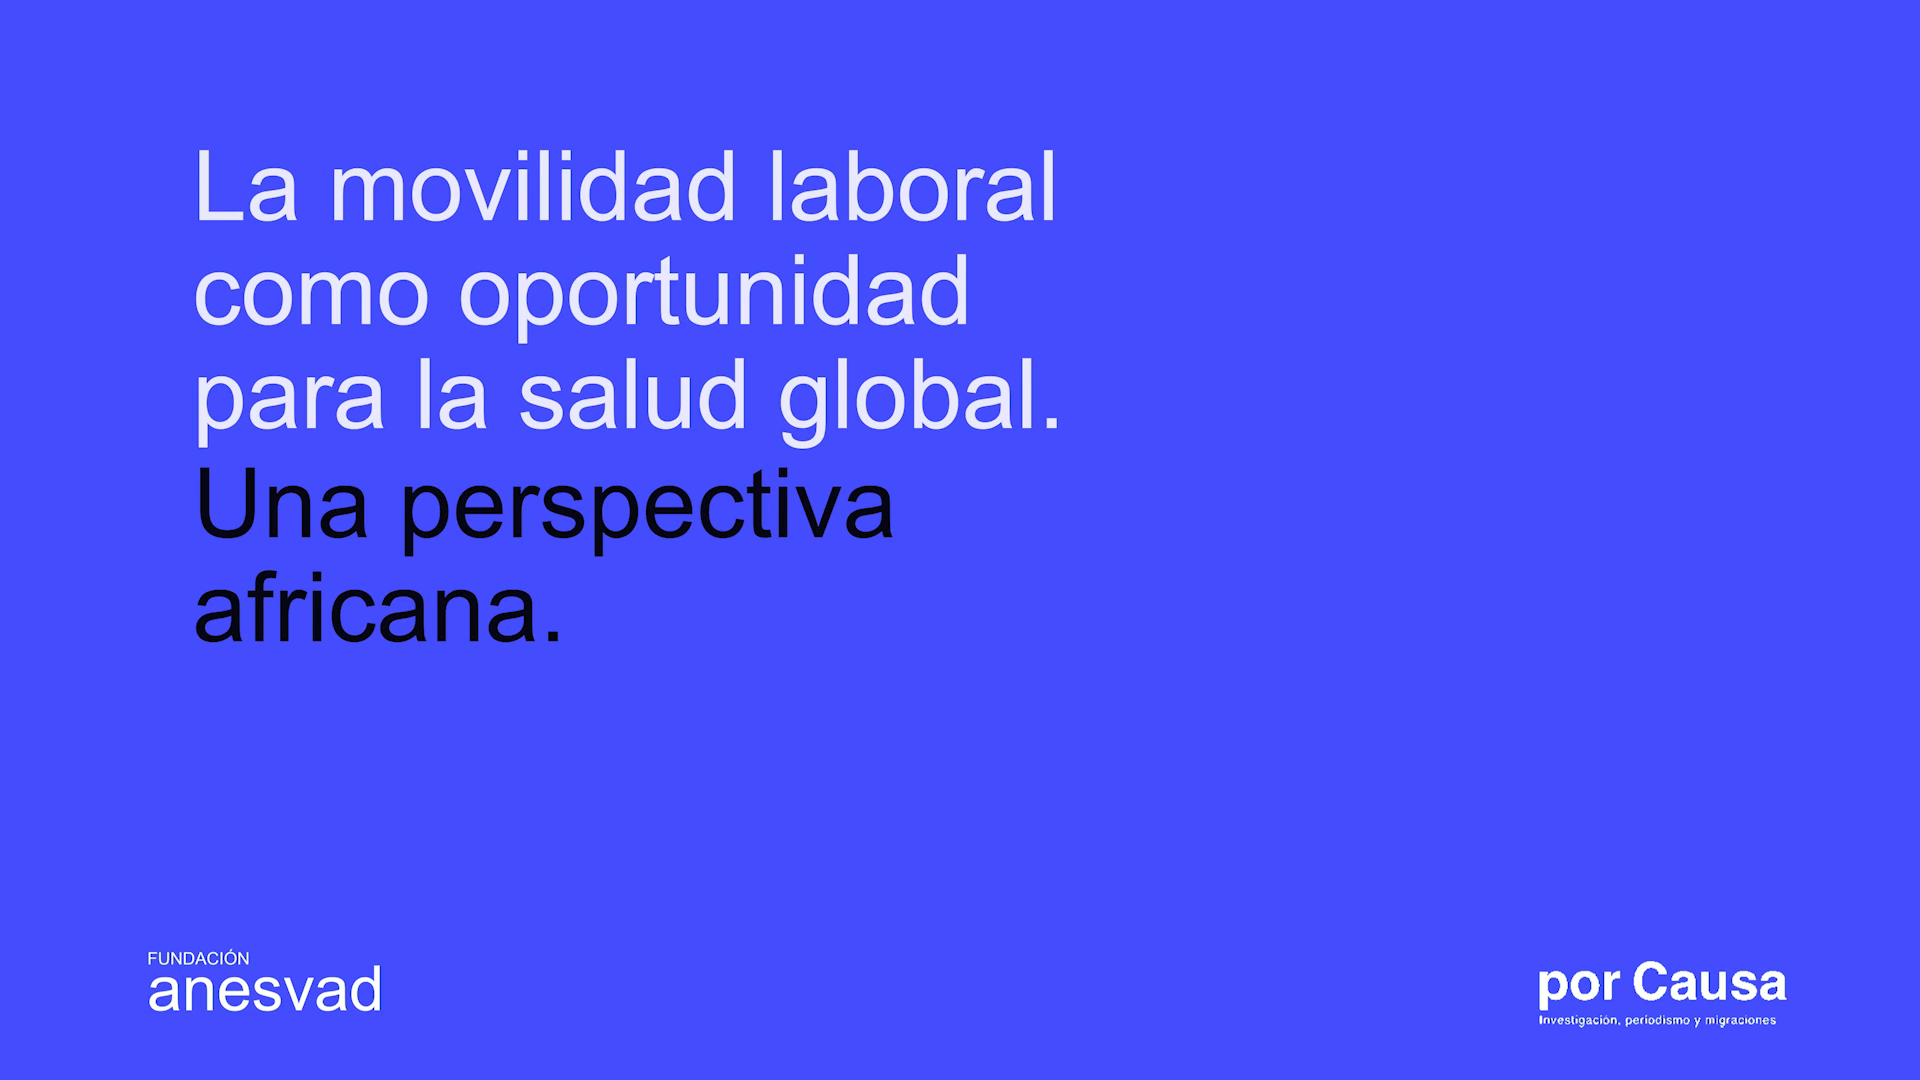 La movilidad laboral
como oportunidad
para la salud global.
Una perspectiva
africana.
FUNDACIÓN
anesvad
por Causa
Investigación, periodismo y migraciones